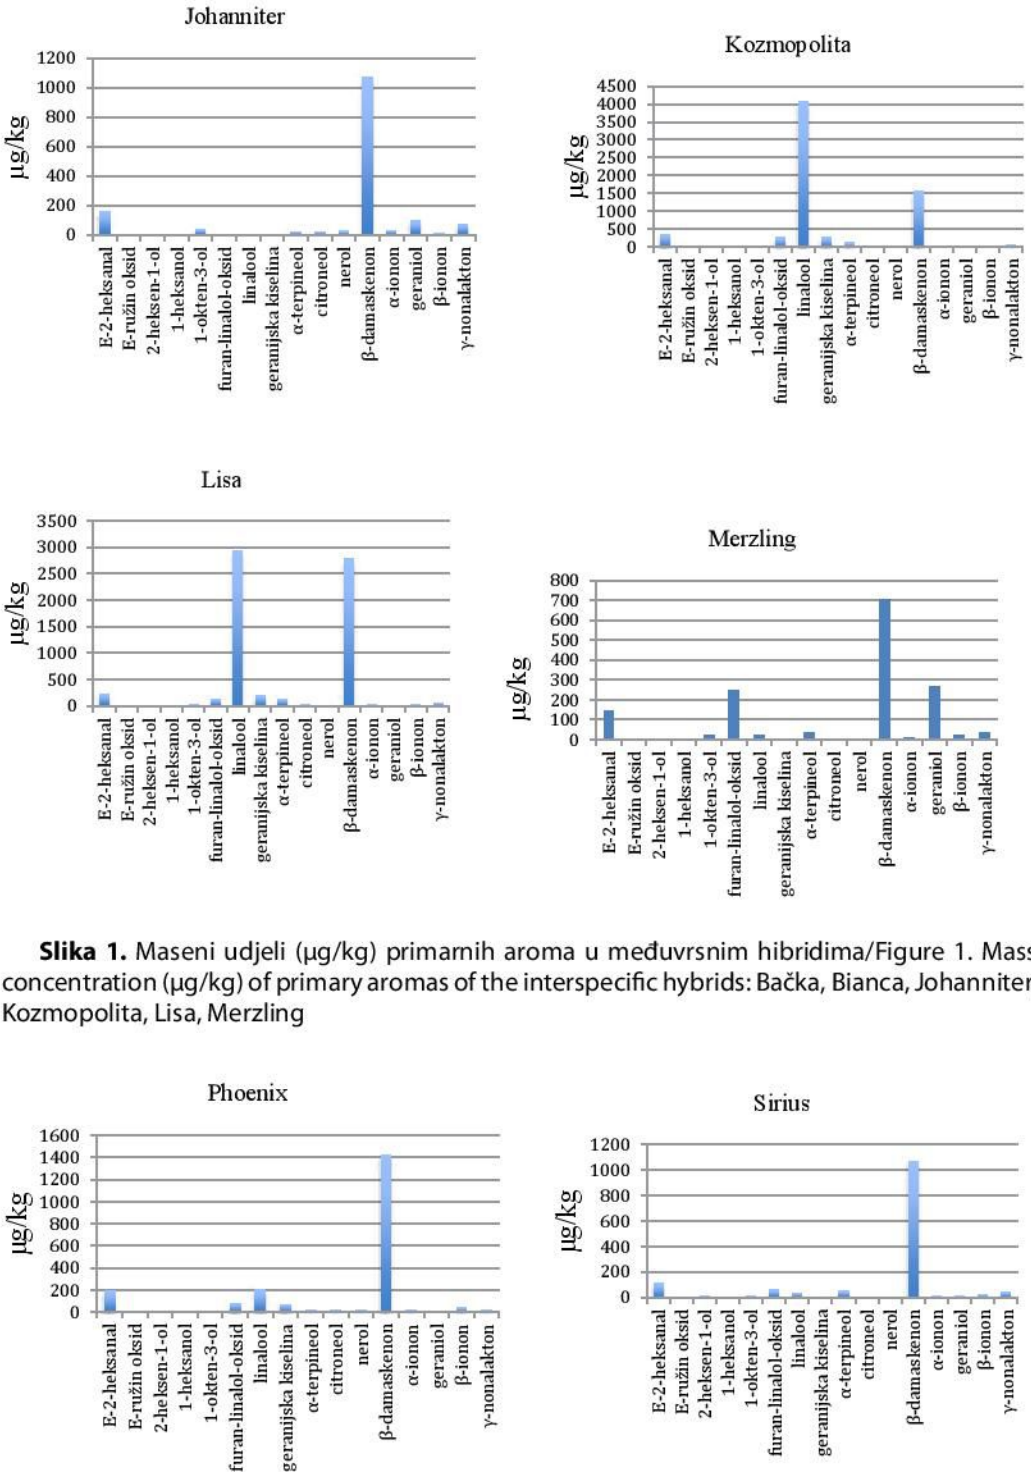 Johanniter
1200
1000
800
600
400
200
0
µg/kg
E-2-heksanal
E-ružin oksid
2-heksen-1-ol
1-heksanol
1-okten-3-ol
furan-linalol-oksid
linalool
geranijska kiselina
α-terpineol
citroneol
nerol
β-damaskenon
α-ionon
geraniol
β-ionon
γ-nonalakton
Kozmopolita
4500
4000
3500
3000
2500
2000
1500
1000
500
0
µg/kg
E-2-heksanal
E-ružin oksid
2-heksen-1-ol
1-heksanol
1-okten-3-ol
furan-linalol-oksid
linalool
geranijska kiselina
α-terpineol
citroneol
nerol
β-damaskenon
α-ionon
geraniol
β-ionon
γ-nonalakton
Lisa
3500
3000
2500
2000
1500
1000
500
0
µg/kg
E-2-heksanal
E-ružin oksid
2-heksen-1-ol
1-heksanol
1-okten-3-ol
furan-linalol-oksid
linalool
geranijska kiselina
α-terpineol
citroneol
nerol
β-damaskenon
α-ionon
geraniol
β-ionon
γ-nonalakton
Merzling
800
700
600
500
400
300
200
100
0
µg/kg
E-2-heksanal
E-ružin oksid
2-heksen-1-ol
1-heksanol
1-okten-3-ol
furan-linalol-oksid
linalool
geranijska kiselina
α-terpineol
citroneol
nerol
β-damaskenon
α-ionon
geraniol
β-ionon
γ-nonalakton
Slika 1. Maseni udjeli (µg/kg) primarnih aroma u međuvrsnim hibridima/Figure 1. Mass
concentration (µg/kg) of primary aromas of the interspecific hybrids: Bačka, Bianca, Johanniter,
Kozmopolita, Lisa, Merzling
Phoenix
1600
1400
1200
1000
800
600
400
200
0
µg/kg
E-2-heksanal
E-ružin oksid
2-heksen-1-ol
1-heksanol
1-okten-3-ol
furan-linalol-oksid
linalool
geranijska kiselina
α-terpineol
citroneol
nerol
β-damaskenon
α-ionon
geraniol
β-ionon
γ-nonalakton
Sirius
1200
1000
800
600
400
200
0
µg/kg
E-2-heksanal
E-ružin oksid
2-heksen-1-ol
1-heksanol
1-okten-3-ol
furan-linalol-oksid
linalool
geranijska kiselina
α-terpineol
citroneol
nerol
β-damaskenon
α-ionon
geraniol
β-ionon
γ-nonalakton